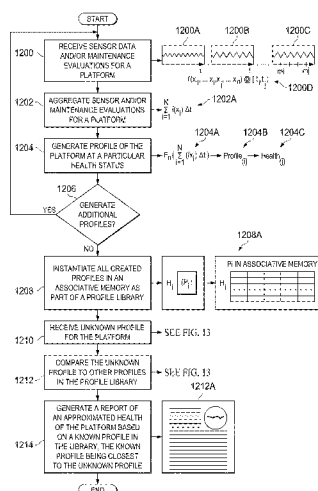 START
1200
RECEIVE SENSOR DATA
AND/OR MAINTENANCE
EVALUATIONS FOR A
PLATFORM
1200A
1200B
1200C
1200D
1202
AGGREGATE SENSOR AND/OR
MAINTENANCE EVALUATIONS
FOR A PLATFORM
1202A
1204
GENERATE PROFILE OF THE
PLATFORM AT A PARTICULAR
HEALTH STATUS
1204A
1204B
1204C
1206
GENERATE
ADDITIONAL
PROFILES?
YES
NO
1208
INSTANTIATE ALL CREATED
PROFILES IN AN
ASSOCIATIVE MEMORY AS
PART OF A PROFILE LIBRARY
1208A
Pi IN ASSOCIATIVE MEMORY
1210
RECEIVE UNKNOWN PROFILE
FOR THE PLATFORM
SEE FIG. 13
1212
COMPARE THE UNKNOWN
PROFILE TO OTHER PROFILES
IN THE PROFILE LIBRARY
SEE FIG. 13
1212A
1214
GENERATE A REPORT OF
AN APPROXIMATED HEALTH
OF THE PLATFORM BASED
ON A KNOWN PROFILE IN
THE LIBRARY, THE KNOWN
PROFILE BEING CLOSEST
TO THE UNKNOWN PROFILE
END